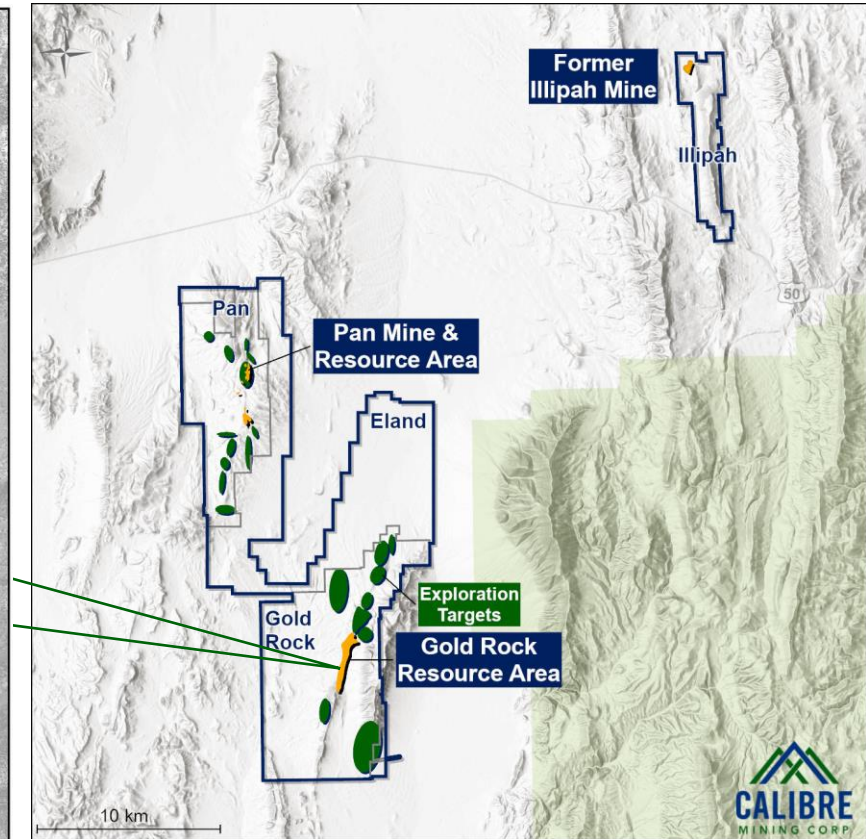 Former
Illipah Mine
Illipah
50
Pan
Pan Mine &
Resource Area
Eland
Exploration
Targets
Gold
Rock
Gold Rock
Resource Area
10 km
CALIBRE
MINING CORP